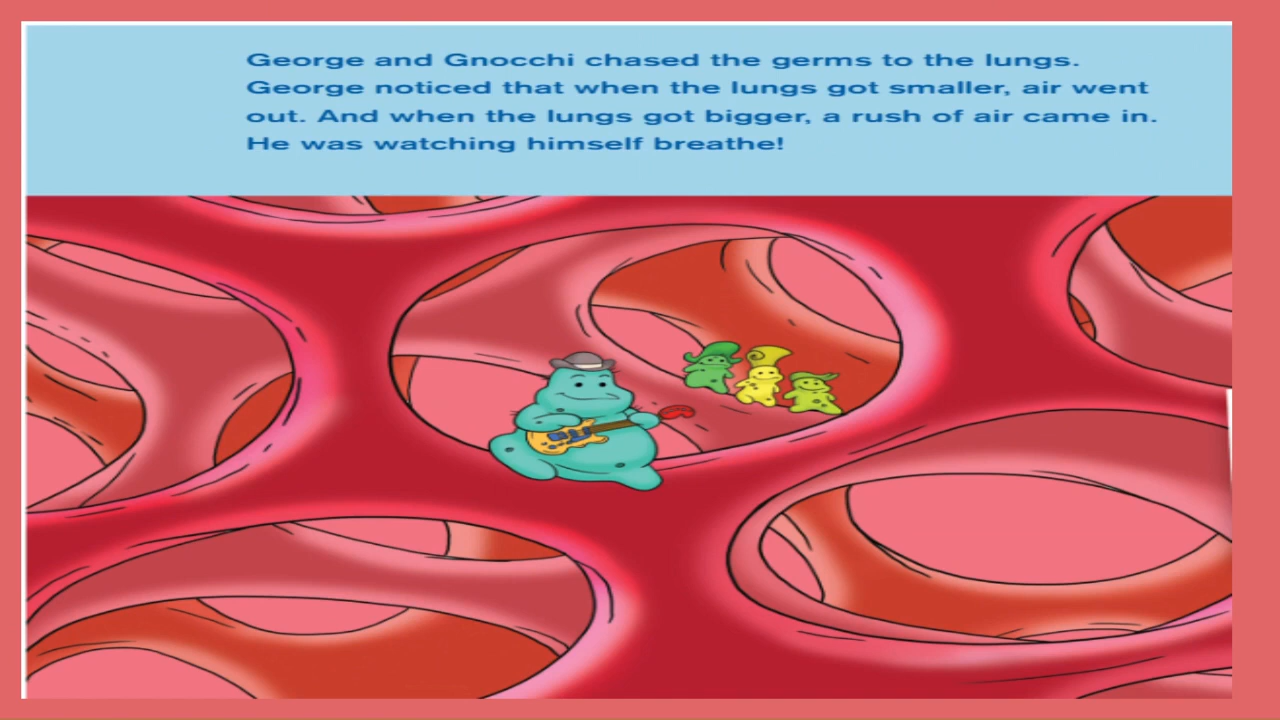 George and Gnocchi chased the germs to the lungs.
George noticed that when the lungs got smaller, air went
out. And when the lungs got bigger, a rush of air came in.
He was watching himself breathe!